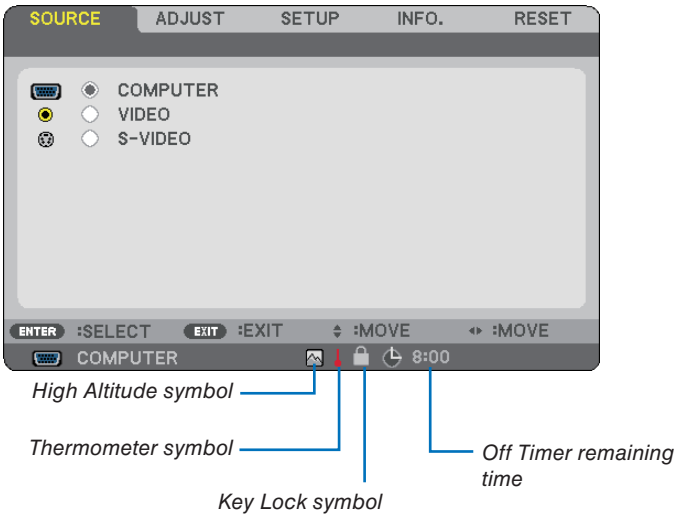 SOURCE ADJUST SETUP INFO. RESET
COMPUTER
VIDEO
S-VIDEO
ENTER :SELECT EXIT :EXIT :MOVE :MOVE
COMPUTER 8:00
High Altitude symbol
Thermometer symbol
Off Timer remaining
time
Key Lock symbol